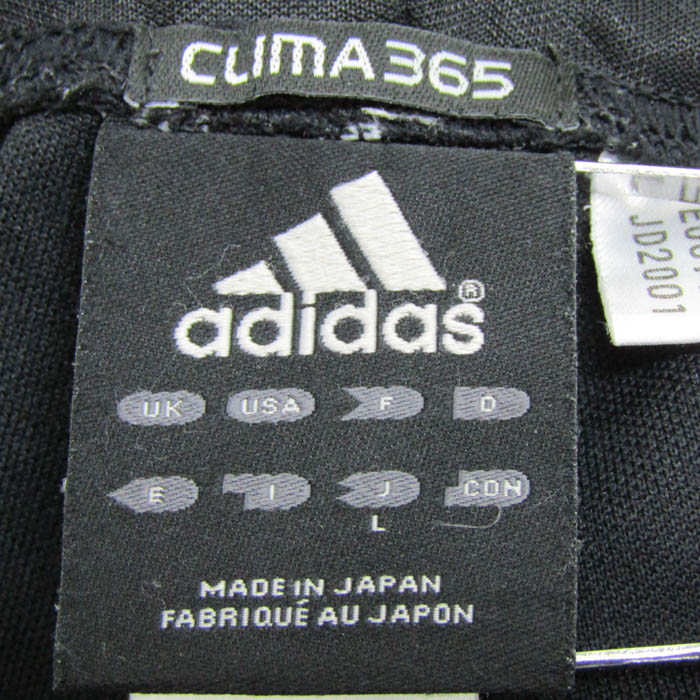 CLIMA365
adidas®
UK USA F D
E I J CDN
L
MADE IN JAPAN
FABRIQUÉ AU JAPON
JD2001